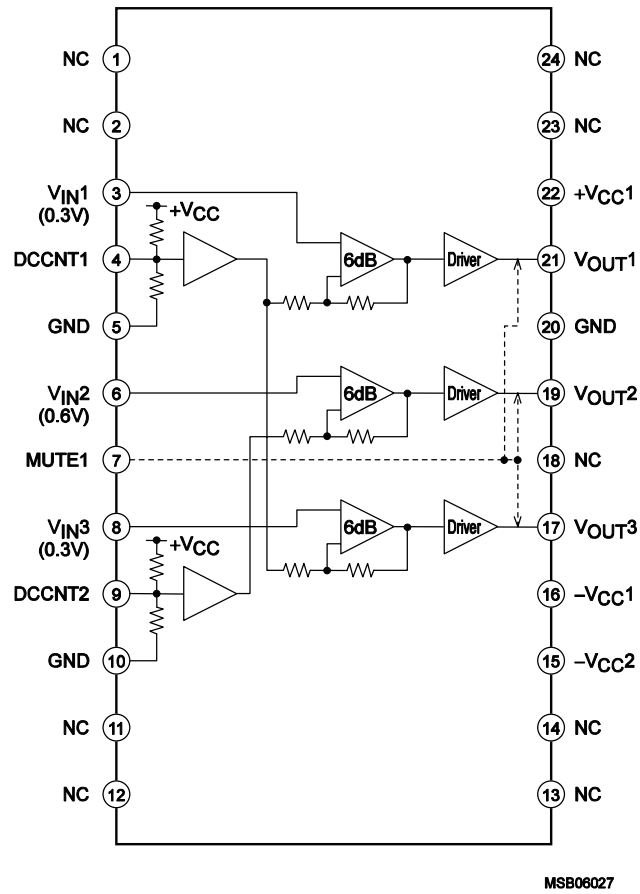 NC 1
24 NC
NC 2
23 NC
VIN1 3
(0.3V)
22 +VCC1
+VCC
DCCNT1 4
6dB
Driver
21 VOUT1
GND 5
20 GND
VIN2 6
(0.6V)
6dB
Driver
19 VOUT2
MUTE1 7
18 NC
VIN3 8
(0.3V)
6dB
Driver
17 VOUT3
+VCC
DCCNT2 9
16 –VCC1
GND 10
15 –VCC2
NC 11
14 NC
NC 12
13 NC
MSB06027